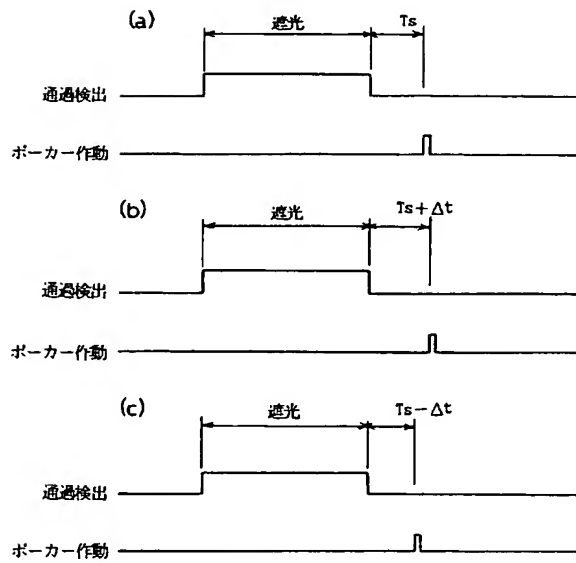 (a)
遮光
Ts
通過検出
ポーカー作動
(b)
遮光
Ts+Δt
通過検出
ポーカー作動
(c)
遮光
Ts-Δt
通過検出
ポーカー作動